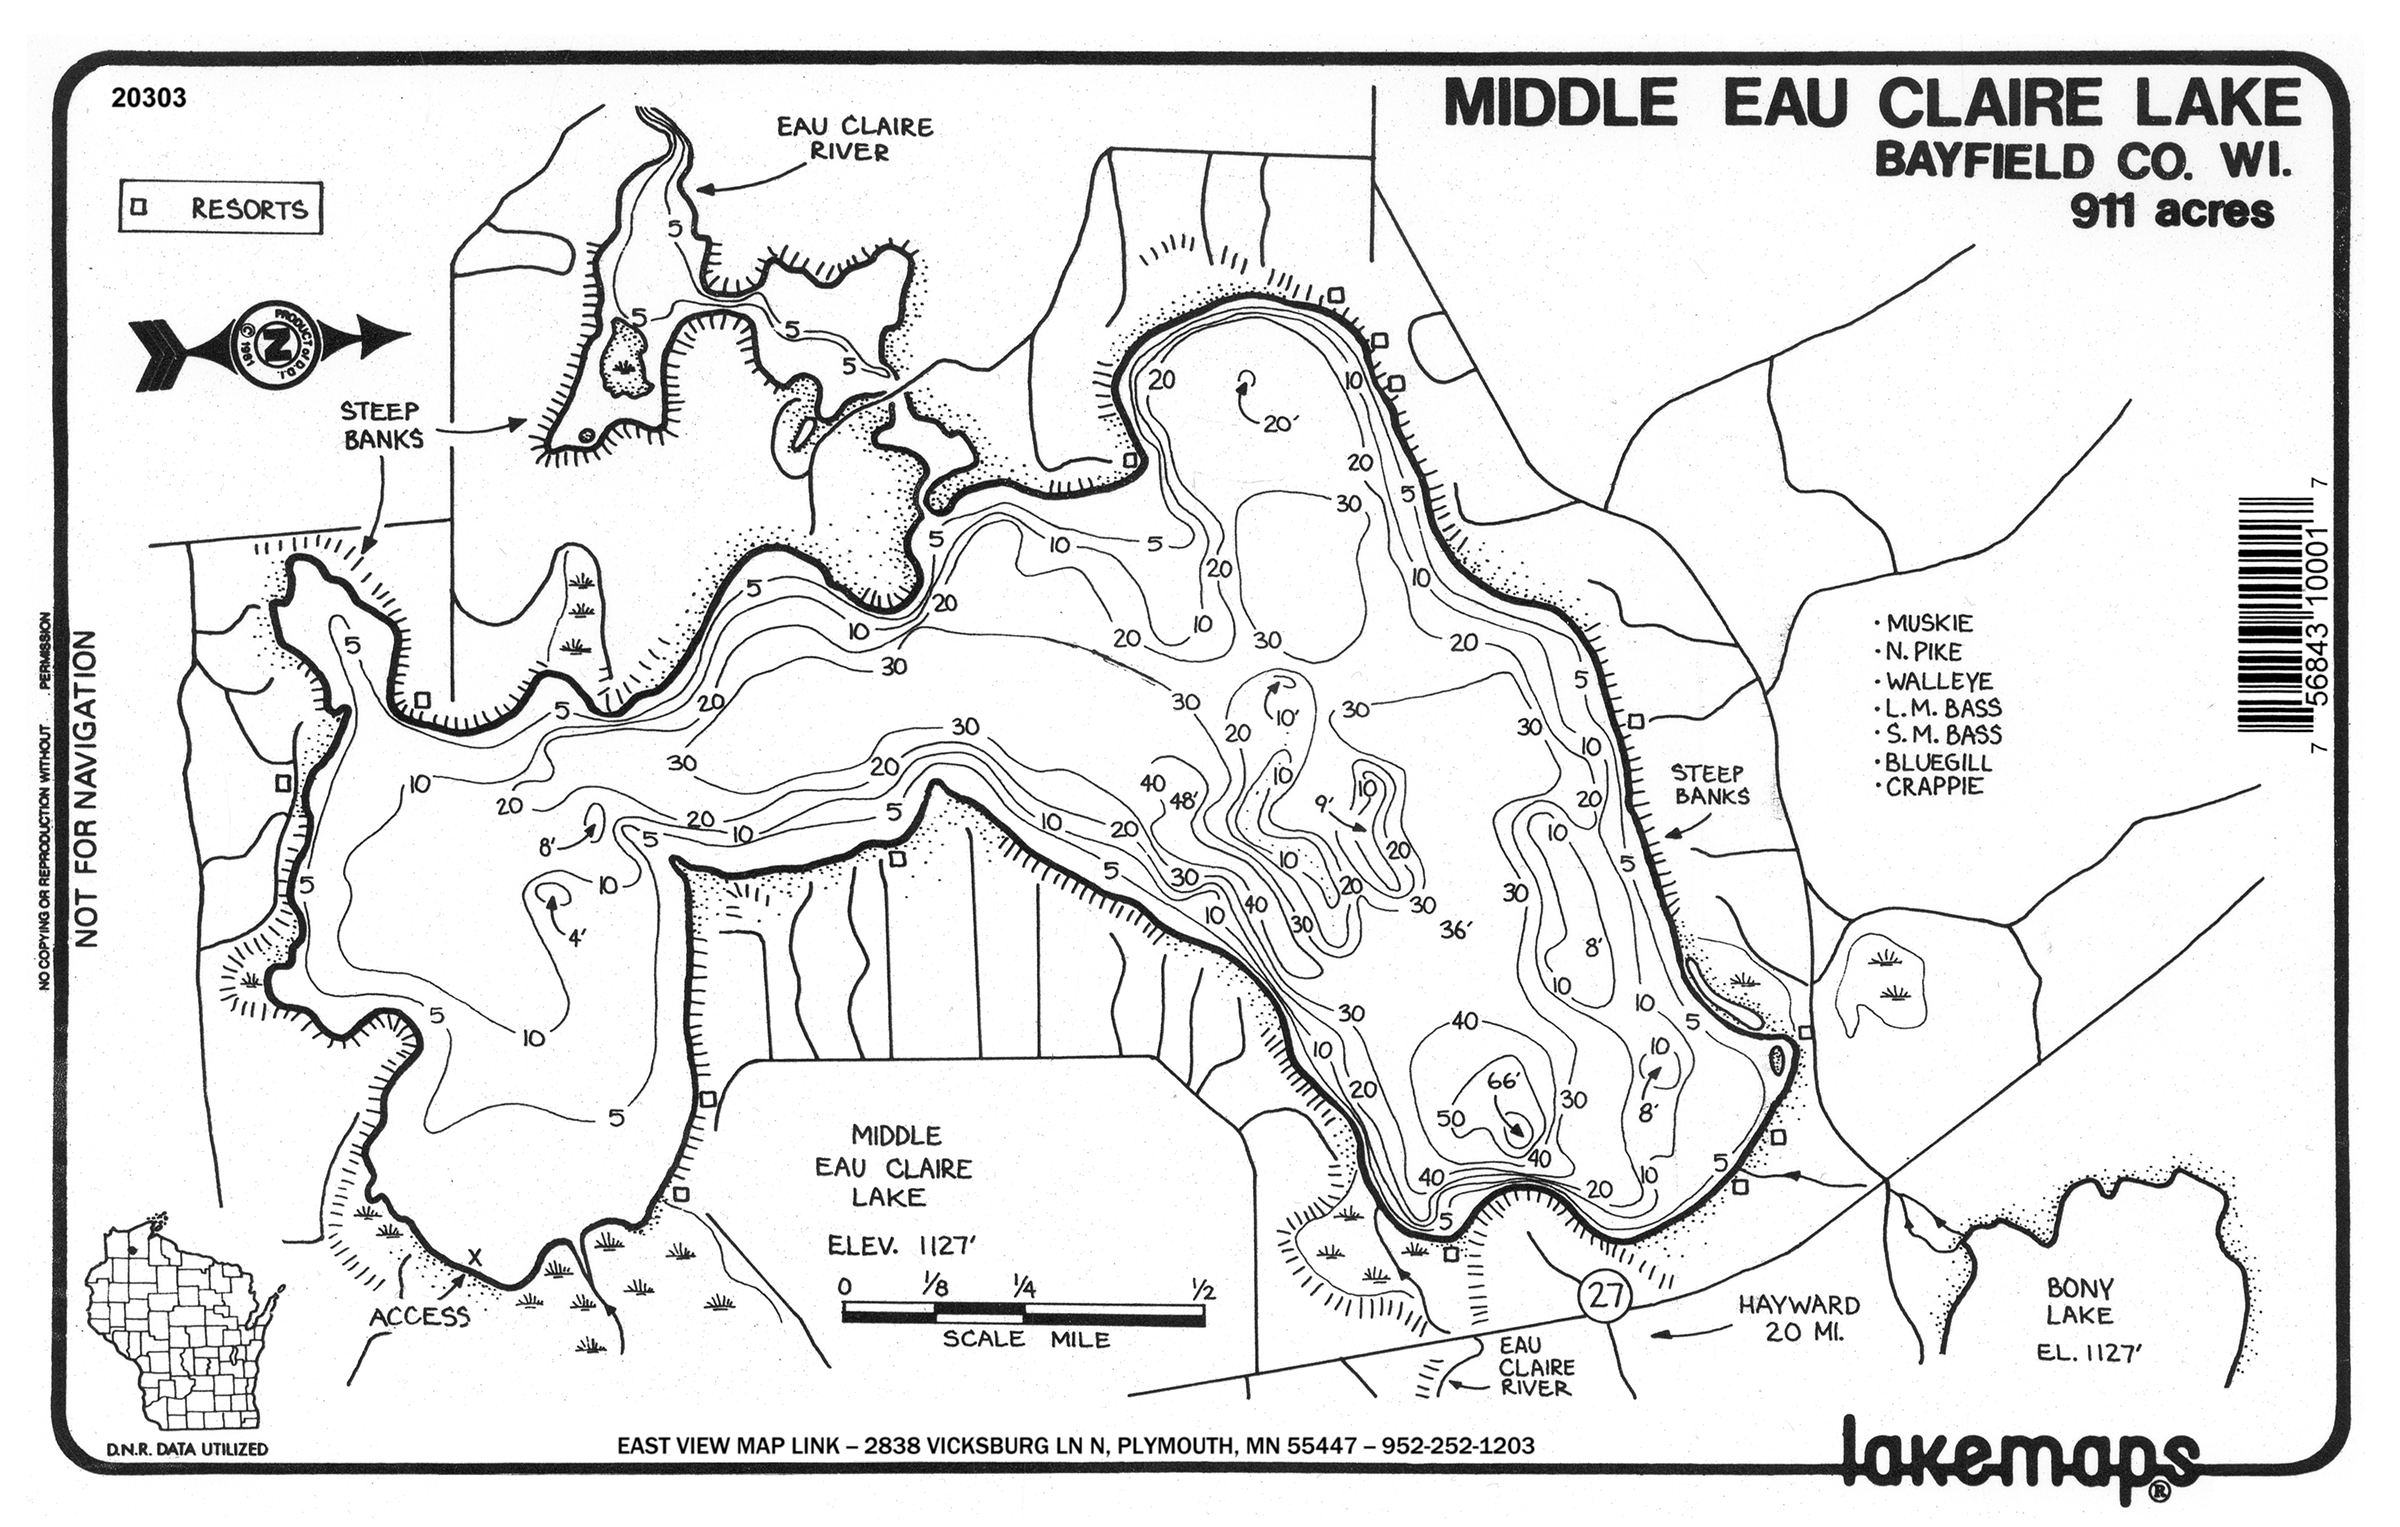 20303
MIDDLE EAU CLAIRE LAKE
BAYFIELD CO. WI.
911 acres
EAU CLAIRE
RIVER
RESORTS
PRODUCT OF D.D.I.
N
© 1981
STEEP
BANKS
5
5
5
5
20
10
20'
20
30
5
5
10
5
20
10
5
20
10
20
10
30
20
5
30
5
5
20
30
30
10'
30
20
30
10
10
30
20
40
10
10
20
48'
9'
20
8'
5
20
10
5
10
20
10
10
20
5
5
10
5
30
10
20
30
4'
10
40
30
30
36'
8'
5
10
10
10
5
30
40
10
10
20
66'
50
30
8'
5
40
40
20
10
5
5
STEEP
BANKS
• MUSKIE
• N. PIKE
• WALLEYE
• L.M. BASS
• S.M. BASS
• BLUEGILL
• CRAPPIE
7 56843 10001 7
NO COPYING OR REPRODUCTION WITHOUT PERMISSION
NOT FOR NAVIGATION
MIDDLE
EAU CLAIRE
LAKE
ELEV. 1127'
0 1/8 1/4 1/2
SCALE MILE
X
ACCESS
27
HAYWARD
20 MI.
EAU
CLAIRE
RIVER
BONY
LAKE
EL. 1127'
D.N.R. DATA UTILIZED
EAST VIEW MAP LINK – 2838 VICKSBURG LN N, PLYMOUTH, MN 55447 – 952-252-1203
lakemaps®